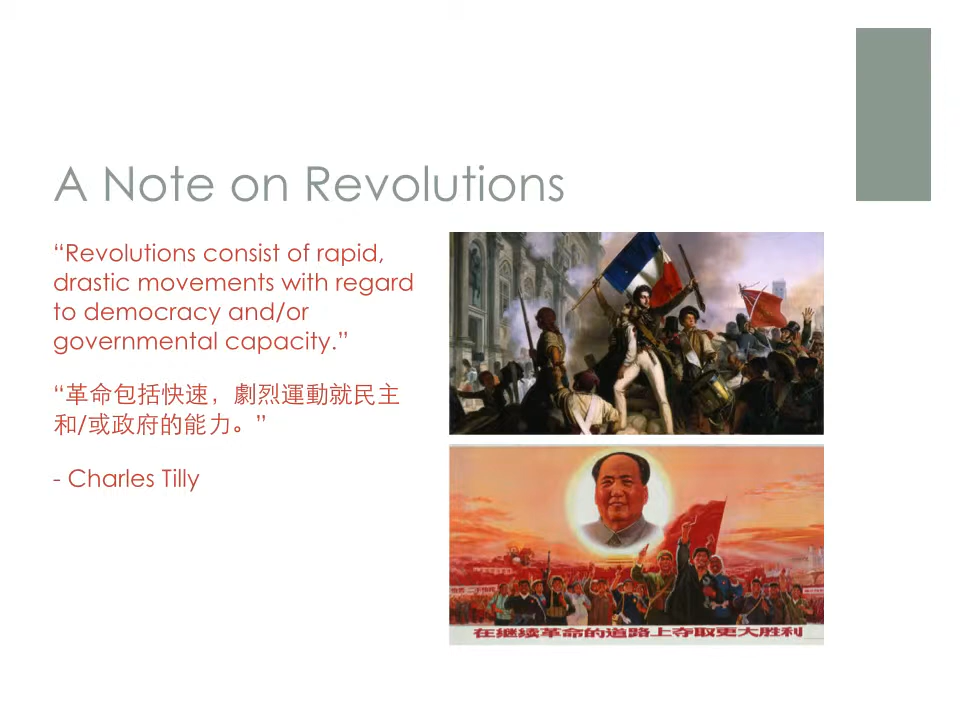 A Note on Revolutions
“Revolutions consist of rapid,
drastic movements with regard
to democracy and/or
governmental capacity.”
“革命包括快速，劇烈運動就民主
和/或政府的能力。”
- Charles Tilly
在继续革命的道路上夺取更大胜利